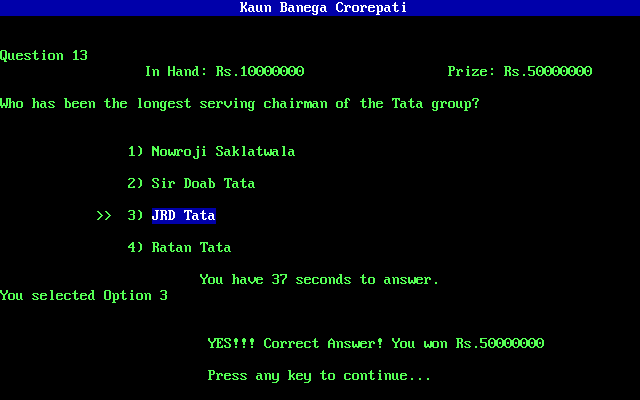 Kaun Banega Crorepati
Question 13
In Hand: Rs.10000000 Prize: Rs.50000000
Who has been the longest serving chairman of the Tata group?
1) Nowroji Saklatwala
2) Sir Doab Tata
>> 3) JRD Tata
4) Ratan Tata
You have 37 seconds to answer.
You selected Option 3
YES!!! Correct Answer! You won Rs.50000000
Press any key to continue...